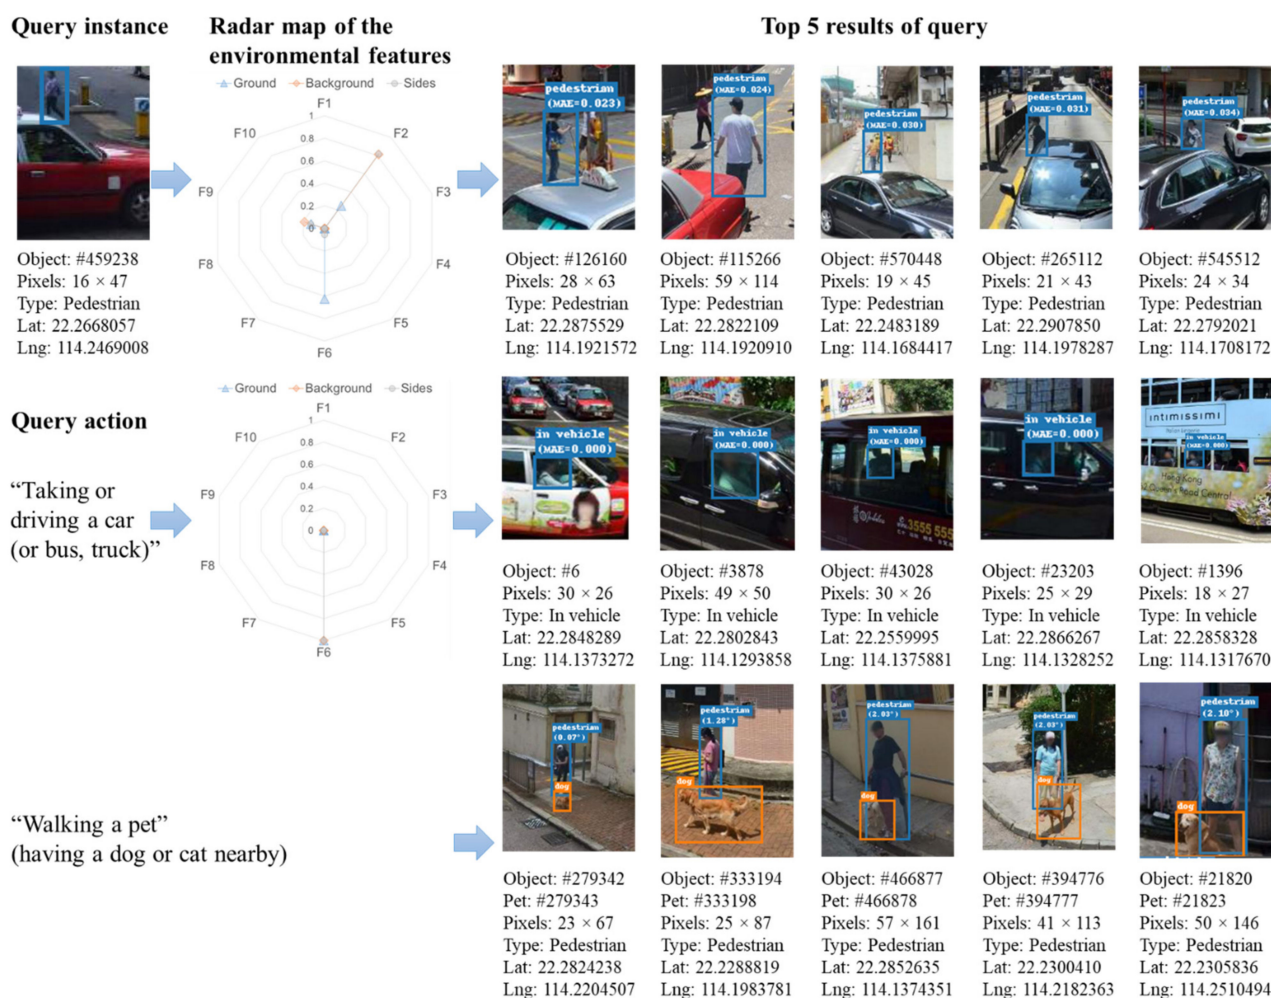 Query instance
Radar map of the
environmental features
Top 5 results of query
Ground Background Sides
F1
F2
F3
F4
F5
F6
F7
F8
F9
F10
1
0.8
0.6
0.4
0.2
0
pedestrian
(MAE=0.023)
pedestrian
(MAE=0.024)
pedestrian
(MAE=0.030)
pedestrian
(MAE=0.031)
pedestrian
(MAE=0.034)
Object: #459238
Pixels: 16 × 47
Type: Pedestrian
Lat: 22.2668057
Lng: 114.2469008
Object: #126160
Pixels: 28 × 63
Type: Pedestrian
Lat: 22.2875529
Lng: 114.1921572
Object: #115266
Pixels: 59 × 114
Type: Pedestrian
Lat: 22.2822109
Lng: 114.1920910
Object: #570448
Pixels: 19 × 45
Type: Pedestrian
Lat: 22.2483189
Lng: 114.1684417
Object: #265112
Pixels: 21 × 43
Type: Pedestrian
Lat: 22.2907850
Lng: 114.1978287
Object: #545512
Pixels: 24 × 34
Type: Pedestrian
Lat: 22.2792021
Lng: 114.1708172
Query action
“Taking or
driving a car
(or bus, truck)”
Ground Background Sides
F1
F2
F3
F4
F5
F6
F7
F8
F9
F10
1
0.8
0.6
0.4
0.2
0
in vehicle
(MAE=0.000)
in vehicle
(MAE=0.000)
in vehicle
(MAE=0.000)
3555 555
in vehicle
(MAE=0.000)
intimissimi
in vehicle
(MAE=0.000)
Hong Kong
Queen's Road Central
Object: #6
Pixels: 30 × 26
Type: In vehicle
Lat: 22.2848289
Lng: 114.1373272
Object: #3878
Pixels: 49 × 50
Type: In vehicle
Lat: 22.2802843
Lng: 114.1293858
Object: #43028
Pixels: 30 × 26
Type: In vehicle
Lat: 22.2559995
Lng: 114.1375881
Object: #23203
Pixels: 25 × 29
Type: In vehicle
Lat: 22.2866267
Lng: 114.1328252
Object: #1396
Pixels: 18 × 27
Type: In vehicle
Lat: 22.2858328
Lng: 114.1317670
“Walking a pet”
(having a dog or cat nearby)
pedestrian
(0.07°)
dog
pedestrian
(1.28°)
dog
pedestrian
(2.03°)
dog
pedestrian
(2.03°)
dog
pedestrian
(2.10°)
dog
Object: #279342
Pet: #279343
Pixels: 23 × 67
Type: Pedestrian
Lat: 22.2824238
Lng: 114.2204507
Object: #333194
Pet: #333198
Pixels: 25 × 87
Type: Pedestrian
Lat: 22.2288819
Lng: 114.1983781
Object: #466877
Pet: #466878
Pixels: 57 × 161
Type: Pedestrian
Lat: 22.2852635
Lng: 114.1374351
Object: #394776
Pet: #394777
Pixels: 41 × 113
Type: Pedestrian
Lat: 22.2300410
Lng: 114.2182363
Object: #21820
Pet: #21823
Pixels: 50 × 146
Type: Pedestrian
Lat: 22.2305836
Lng: 114.2510494